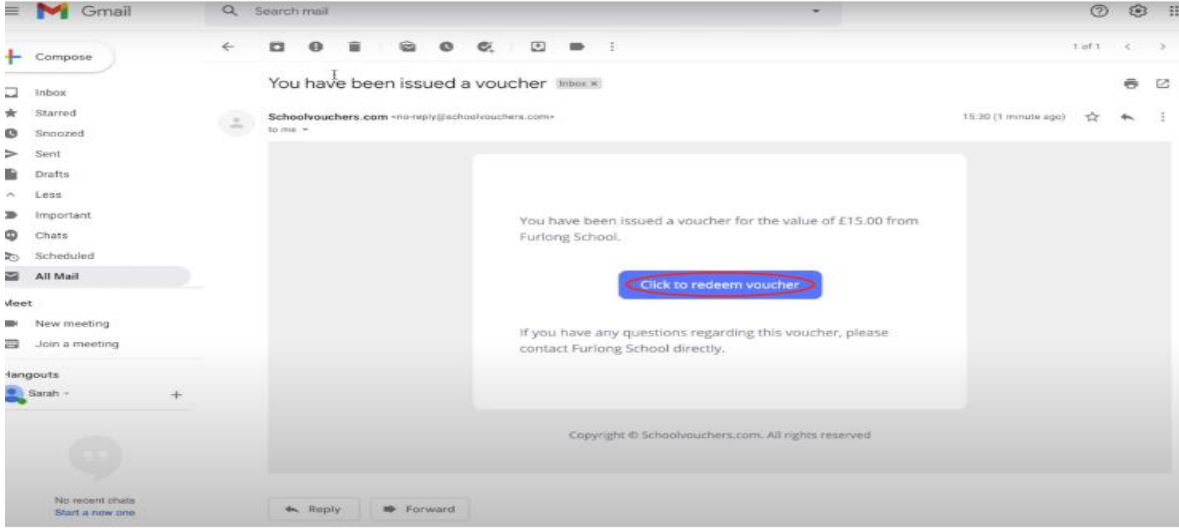 Gmail
Search mail
Compose
1 of 1
You have been issued a voucher Inbox ×
Inbox
Starred
Schoolvouchers.com <no-reply@schoolvouchers.com>
15:30 (1 minute ago)
to me
Snoozed
Sent
Drafts
Less
Important
Chats
Scheduled
All Mail
Meet
New meeting
Join a meeting
Hangouts
Sarah
No recent chats
Start a new one
You have been issued a voucher for the value of £15.00 from
Furlong School.
Click to redeem voucher
If you have any questions regarding this voucher, please
contact Furlong School directly.
Copyright © Schoolvouchers.com. All rights reserved
Reply
Forward